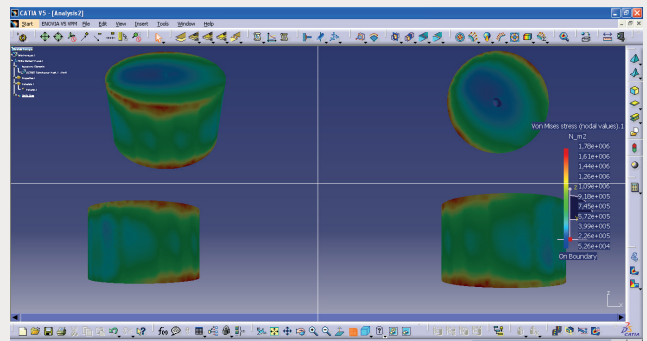 CATIA V5 - [Analysis2]
Start ENOVIA V5 VPM File Edit View Insert Tools Window Help
Von Mises stress (nodal values).1
N_m2
1,78e+006
1,61e+006
1,44e+006
1,26e+006
1,09e+006
9,18e+005
7,45e+005
5,72e+005
3,99e+005
2,26e+005
5,26e+004
On Boundary
z
f(x)
CATIA